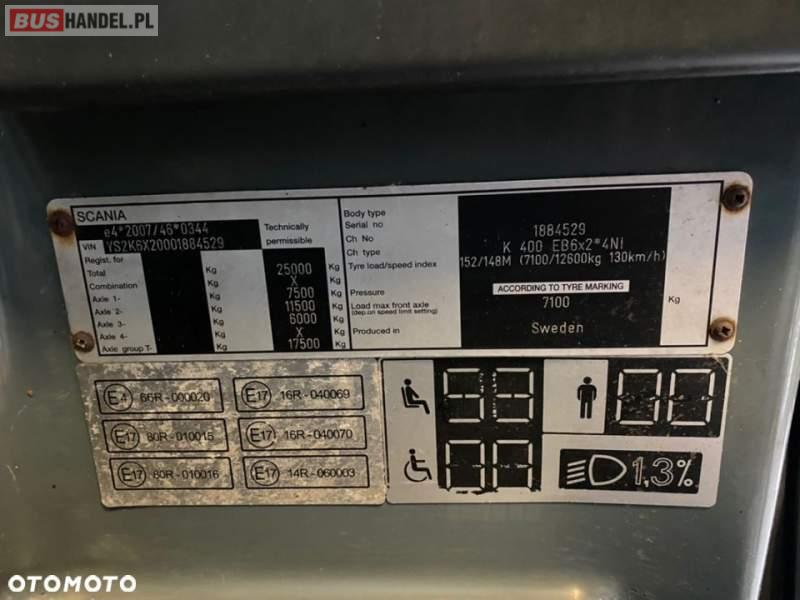 BUSHANDEL.PL
SCANIA
e4*2007/46*0344
VIN YS2K6X20001884529
Technically permissible
Regist. for
Total Kg 25000 Kg
Combination Kg X Kg
Axle 1- Kg 7500 Kg
Axle 2- Kg 11500 Kg
Axle 3- Kg 6000 Kg
Axle 4- Kg X Kg
Axle group T- Kg 17500 Kg
Body type
Serial no
Ch No 1884529
Ch type K 400 EB6x2*4NI
Tyre load/speed index 152/148M (7100/12600kg 130km/h)
Pressure ACCORDING TO TYRE MARKING
Load max front axle 7100 Kg
(dep.on speed limit setting)
Produced in Sweden
E4 66R-000020 E17 16R-040069
E17 80R-010015 E17 16R-040070
E17 80R-010016 E17 14R-060003
53 00
00 1,3%
OTOMOTO